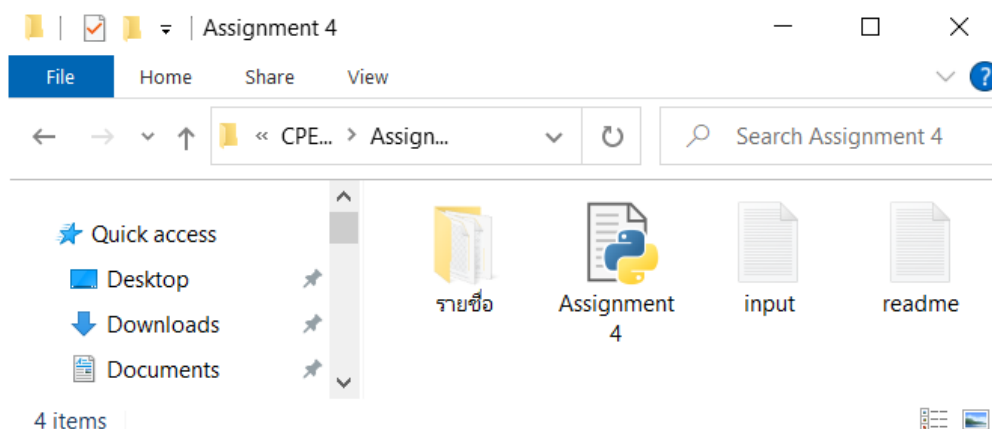 Assignment 4
File Home Share View
?
« CPE... > Assign...
Search Assignment 4
Quick access
Desktop
Downloads
Documents
รายชื่อ
Assignment
4
input
readme
4 items